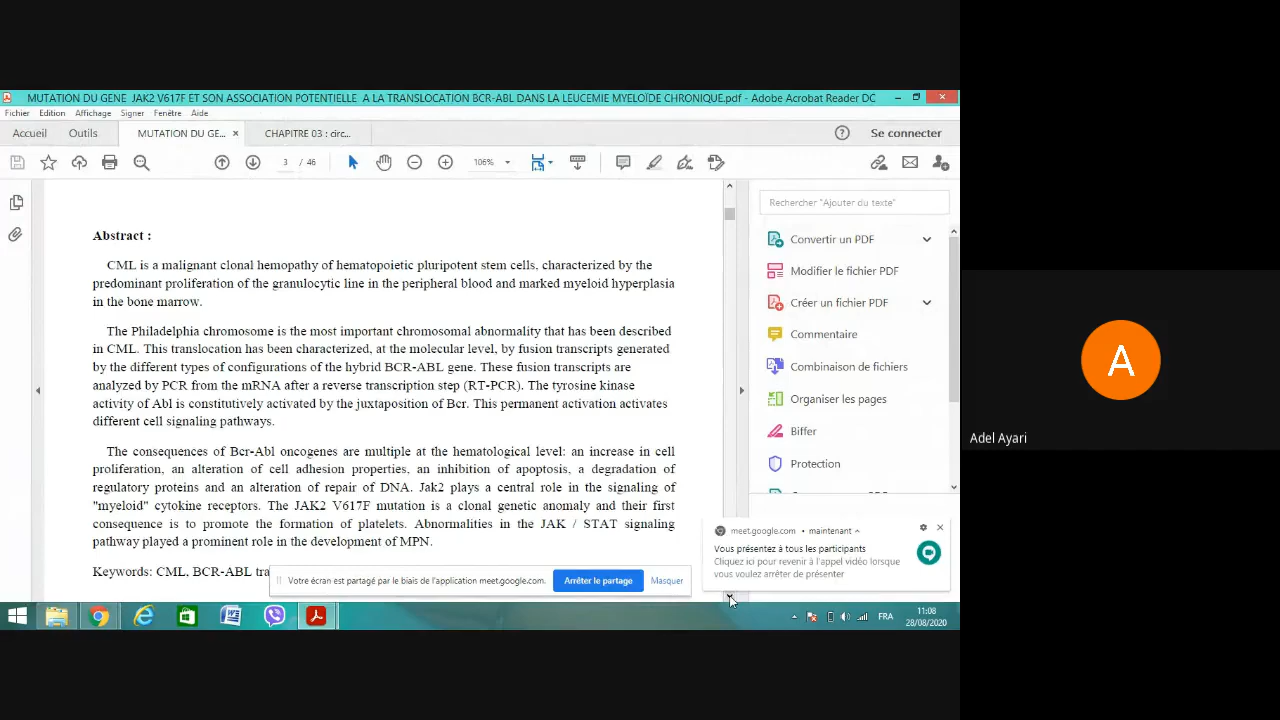 MUTATION DU GENE JAK2 V617F ET SON ASSOCIATION POTENTIELLE A LA TRANSLOCATION BCR-ABL DANS LA LEUCEMIE MYELOÏDE CHRONIQUE.pdf - Adobe Acrobat Reader DC
Fichier Edition Affichage Signer Fenêtre Aide
Accueil Outils MUTATION DU GE... × CHAPITRE 03 : circ... Se connecter
3 / 46 106%
Abstract :
CML is a malignant clonal hemopathy of hematopoietic pluripotent stem cells, characterized by the
predominant proliferation of the granulocytic line in the peripheral blood and marked myeloid hyperplasia
in the bone marrow.
The Philadelphia chromosome is the most important chromosomal abnormality that has been described
in CML. This translocation has been characterized, at the molecular level, by fusion transcripts generated
by the different types of configurations of the hybrid BCR-ABL gene. These fusion transcripts are
analyzed by PCR from the mRNA after a reverse transcription step (RT-PCR). The tyrosine kinase
activity of Abl is constitutively activated by the juxtaposition of Bcr. This permanent activation activates
different cell signaling pathways.
The consequences of Bcr-Abl oncogenes are multiple at the hematological level: an increase in cell
proliferation, an alteration of cell adhesion properties, an inhibition of apoptosis, a degradation of
regulatory proteins and an alteration of repair of DNA. Jak2 plays a central role in the signaling of
"myeloid" cytokine receptors. The JAK2 V617F mutation is a clonal genetic anomaly and their first
consequence is to promote the formation of platelets. Abnormalities in the JAK / STAT signaling
pathway played a prominent role in the development of MPN.
Keywords: CML, BCR-ABL tra
Rechercher "Ajouter du texte"
Convertir un PDF
Modifier le fichier PDF
Créer un fichier PDF
Commentaire
Combinaison de fichiers
Organiser les pages
Biffer
Protection
meet.google.com • maintenant
Vous présentez à tous les participants
Cliquez ici pour revenir à l'appel vidéo lorsque
vous voulez arrêter de présenter
Votre écran est partagé par le biais de l'application meet.google.com. Arrêter le partage Masquer
FRA 11:08
28/08/2020
A
Adel Ayari